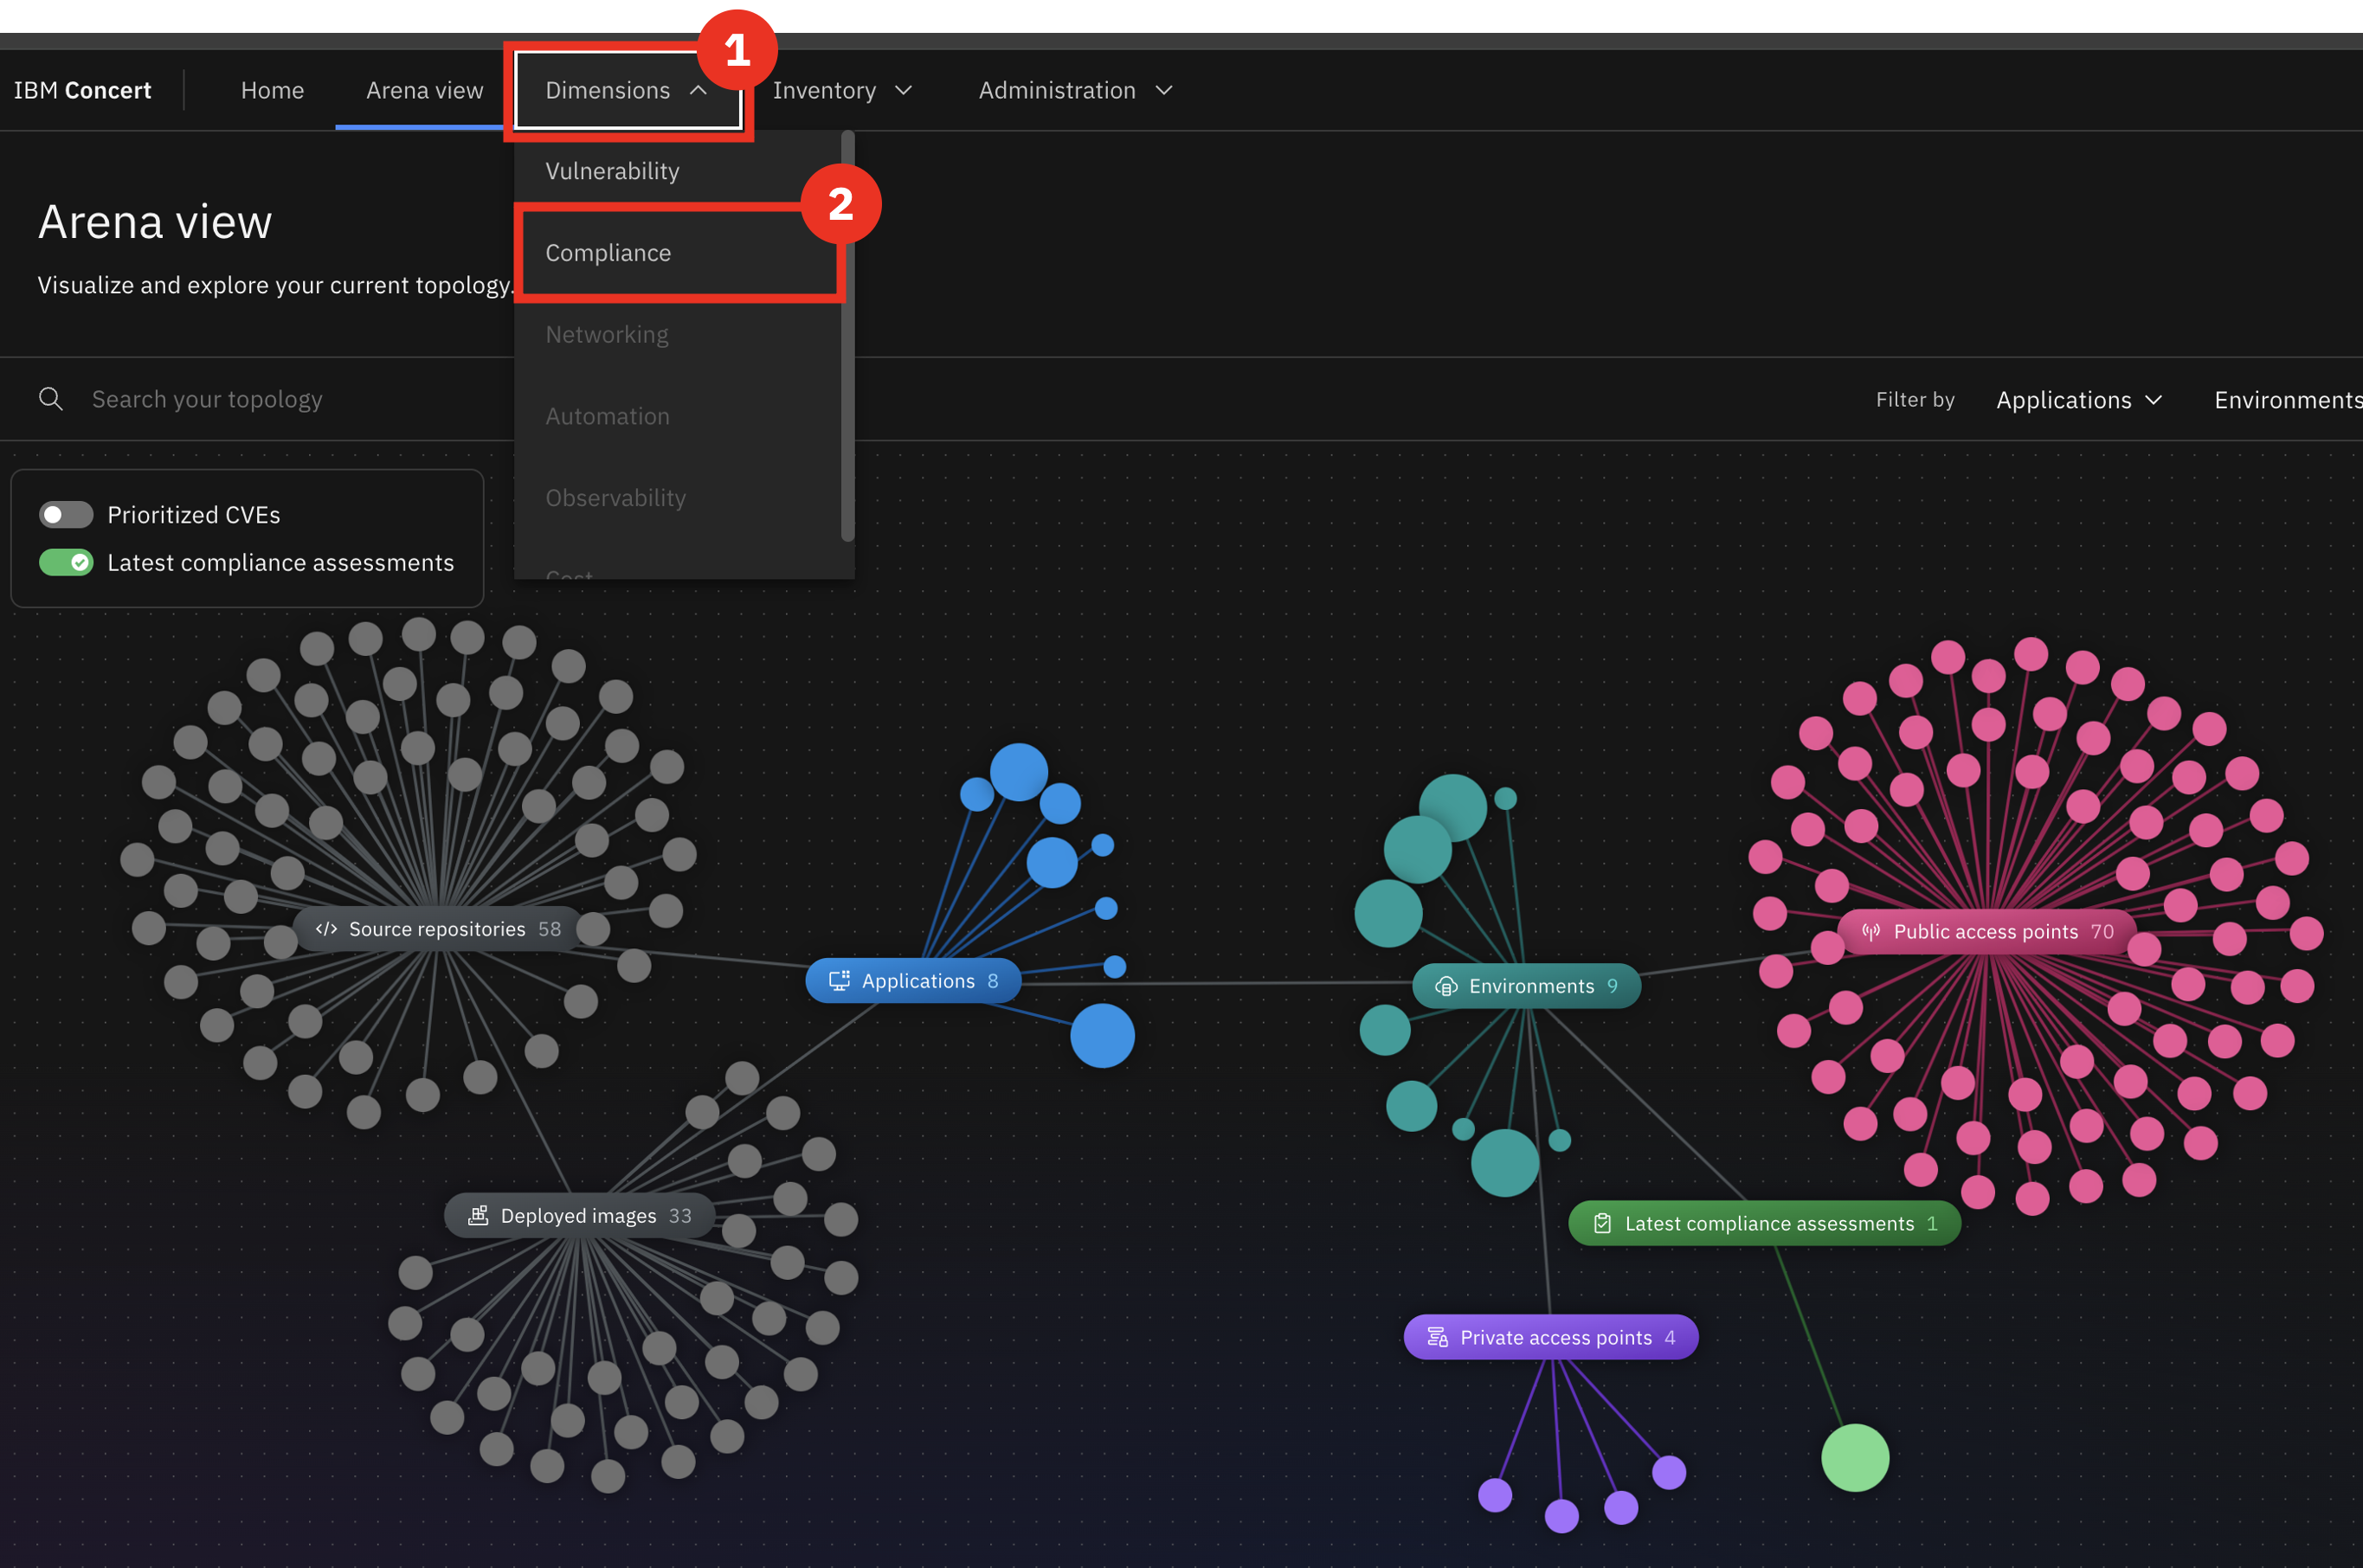 1
IBM Concert Home Arena view Dimensions Inventory Administration
Vulnerability
2
Arena view
Compliance
Visualize and explore your current topology.
Networking
Search your topology
Filter by Applications Environments
Automation
Observability
Prioritized CVEs
Latest compliance assessments
Cost
Source repositories 58
Public access points 70
Applications 8
Environments 9
Deployed images 33
Latest compliance assessments 1
Private access points 4